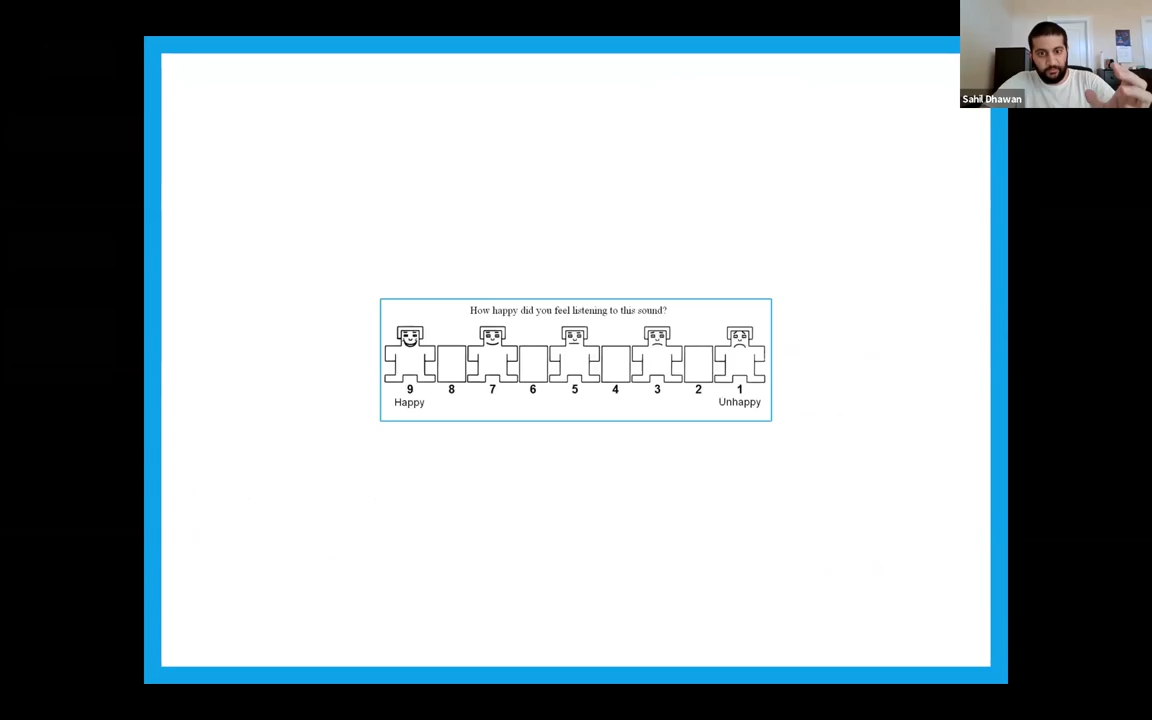 Sahil Dhawan
How happy did you feel listening to this sound?
9 8 7 6 5 4 3 2 1
Happy Unhappy